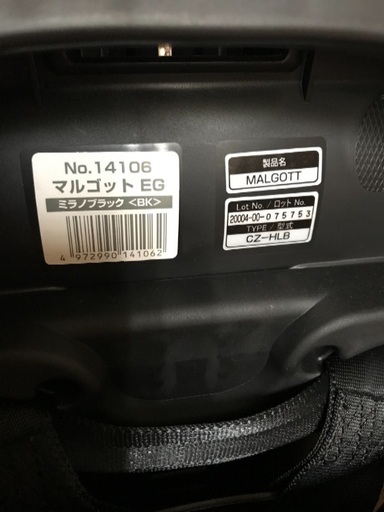 No.14106
マルゴット EG
ミラノブラック <BK>
4 972990 141062
製品名
MALGOTT
Lot No. / ロット No.
20004-00-075753
TYPE / 型式
CZ-HLB